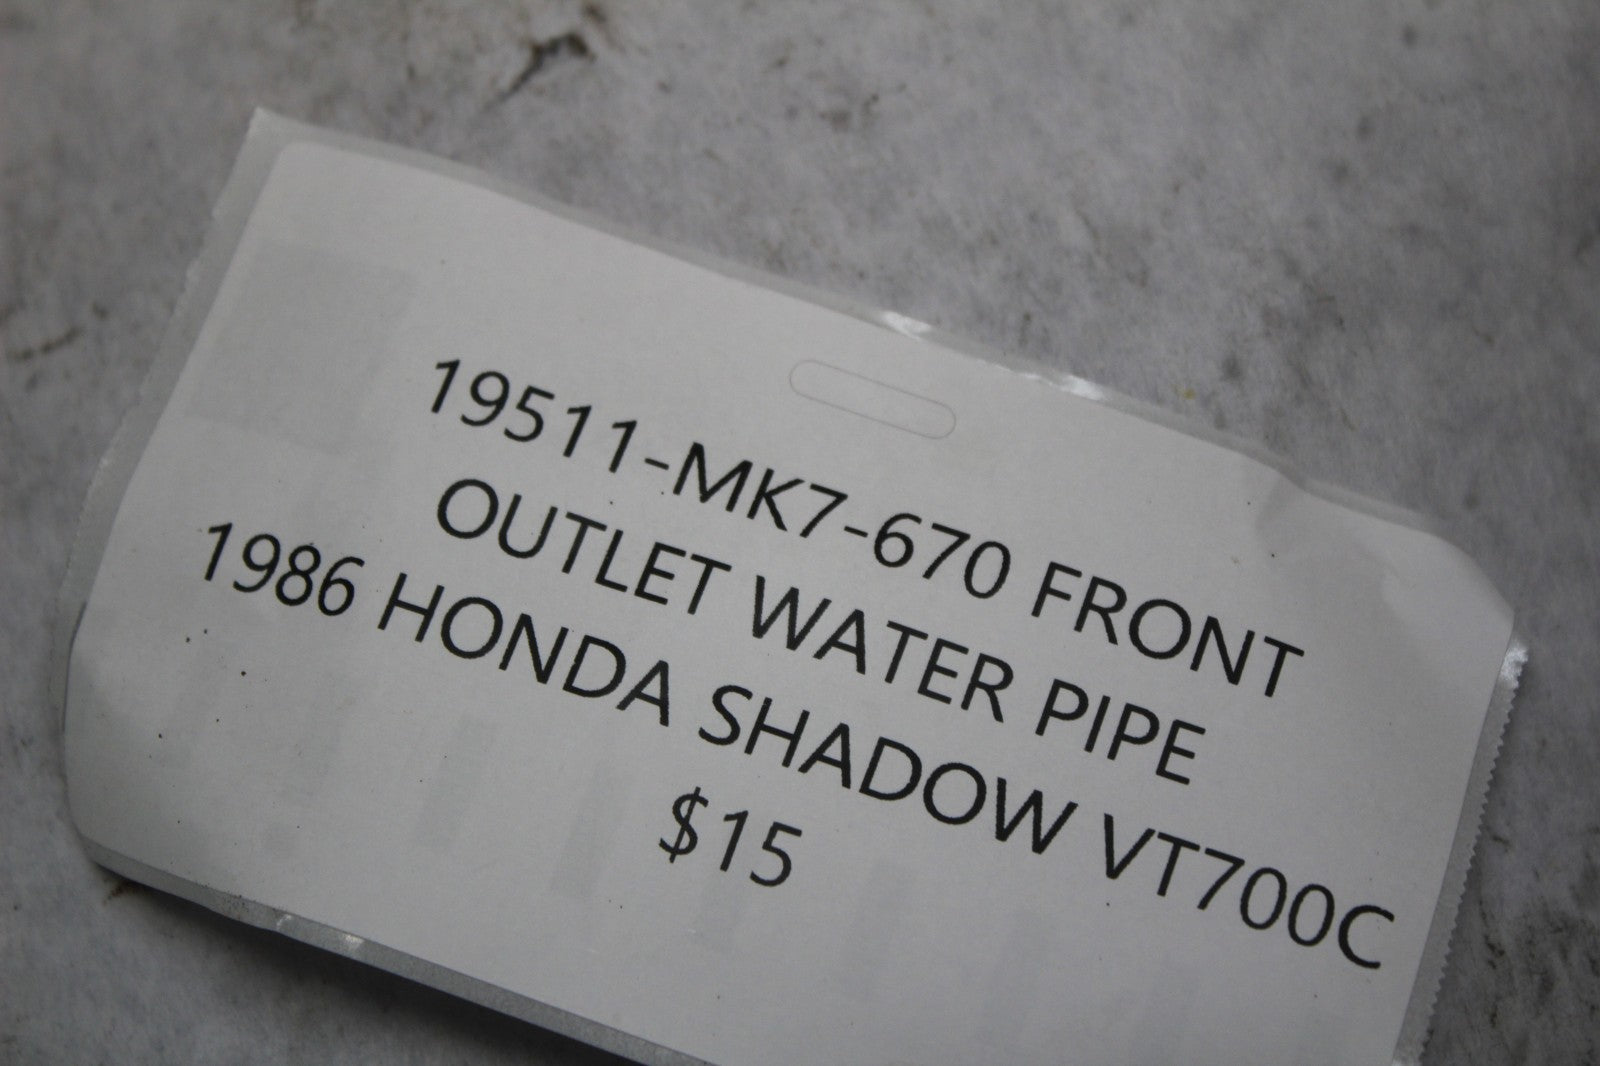 19511-MK7-670 FRONT
OUTLET WATER PIPE
1986 HONDA SHADOW VT700C
$15